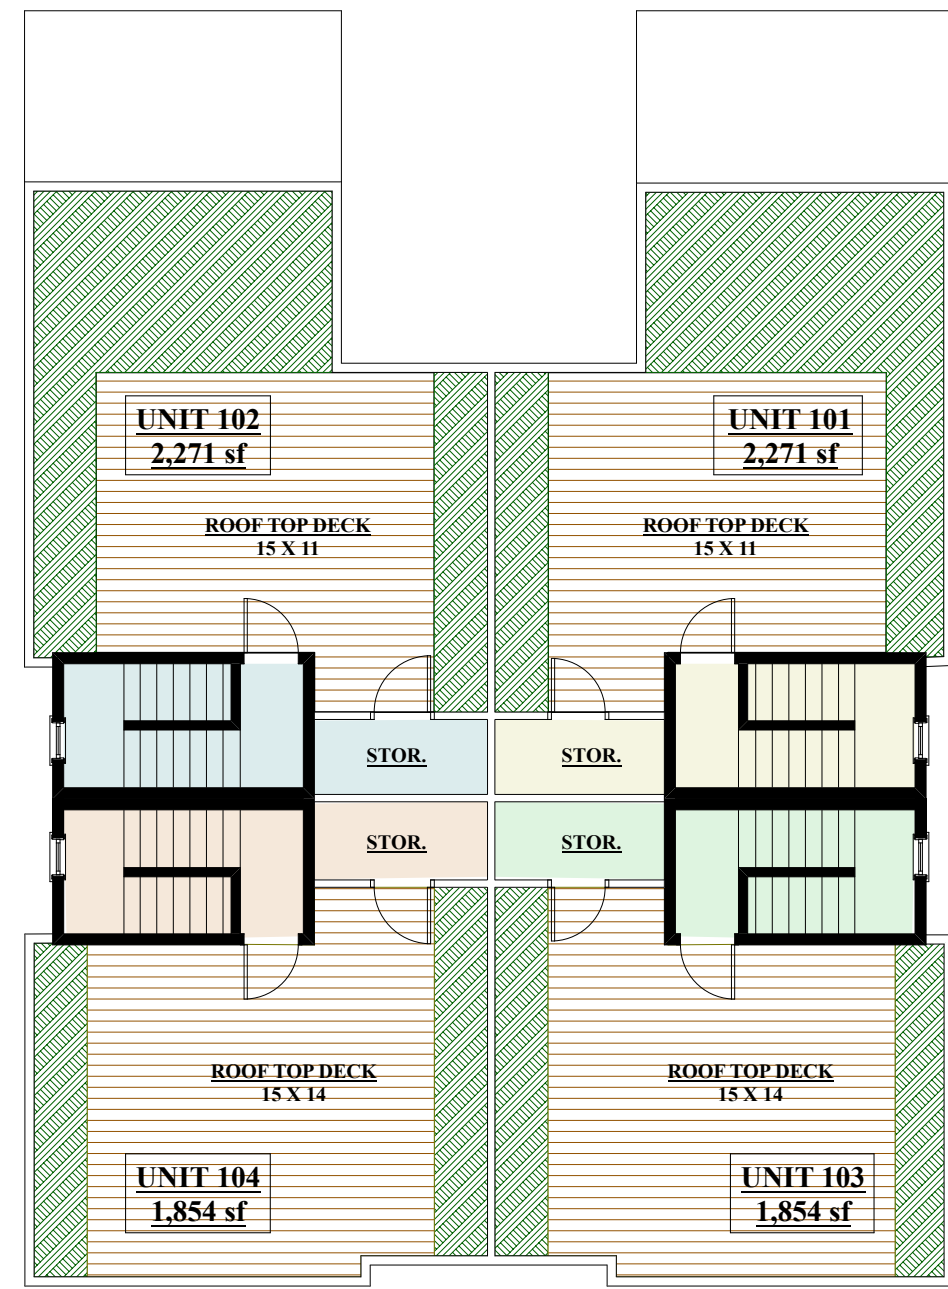 UNIT 102
2,271 sf
UNIT 101
2,271 sf
ROOF TOP DECK
15 X 11
ROOF TOP DECK
15 X 11
STOR.
STOR.
STOR.
STOR.
ROOF TOP DECK
15 X 14
ROOF TOP DECK
15 X 14
UNIT 104
1,854 sf
UNIT 103
1,854 sf